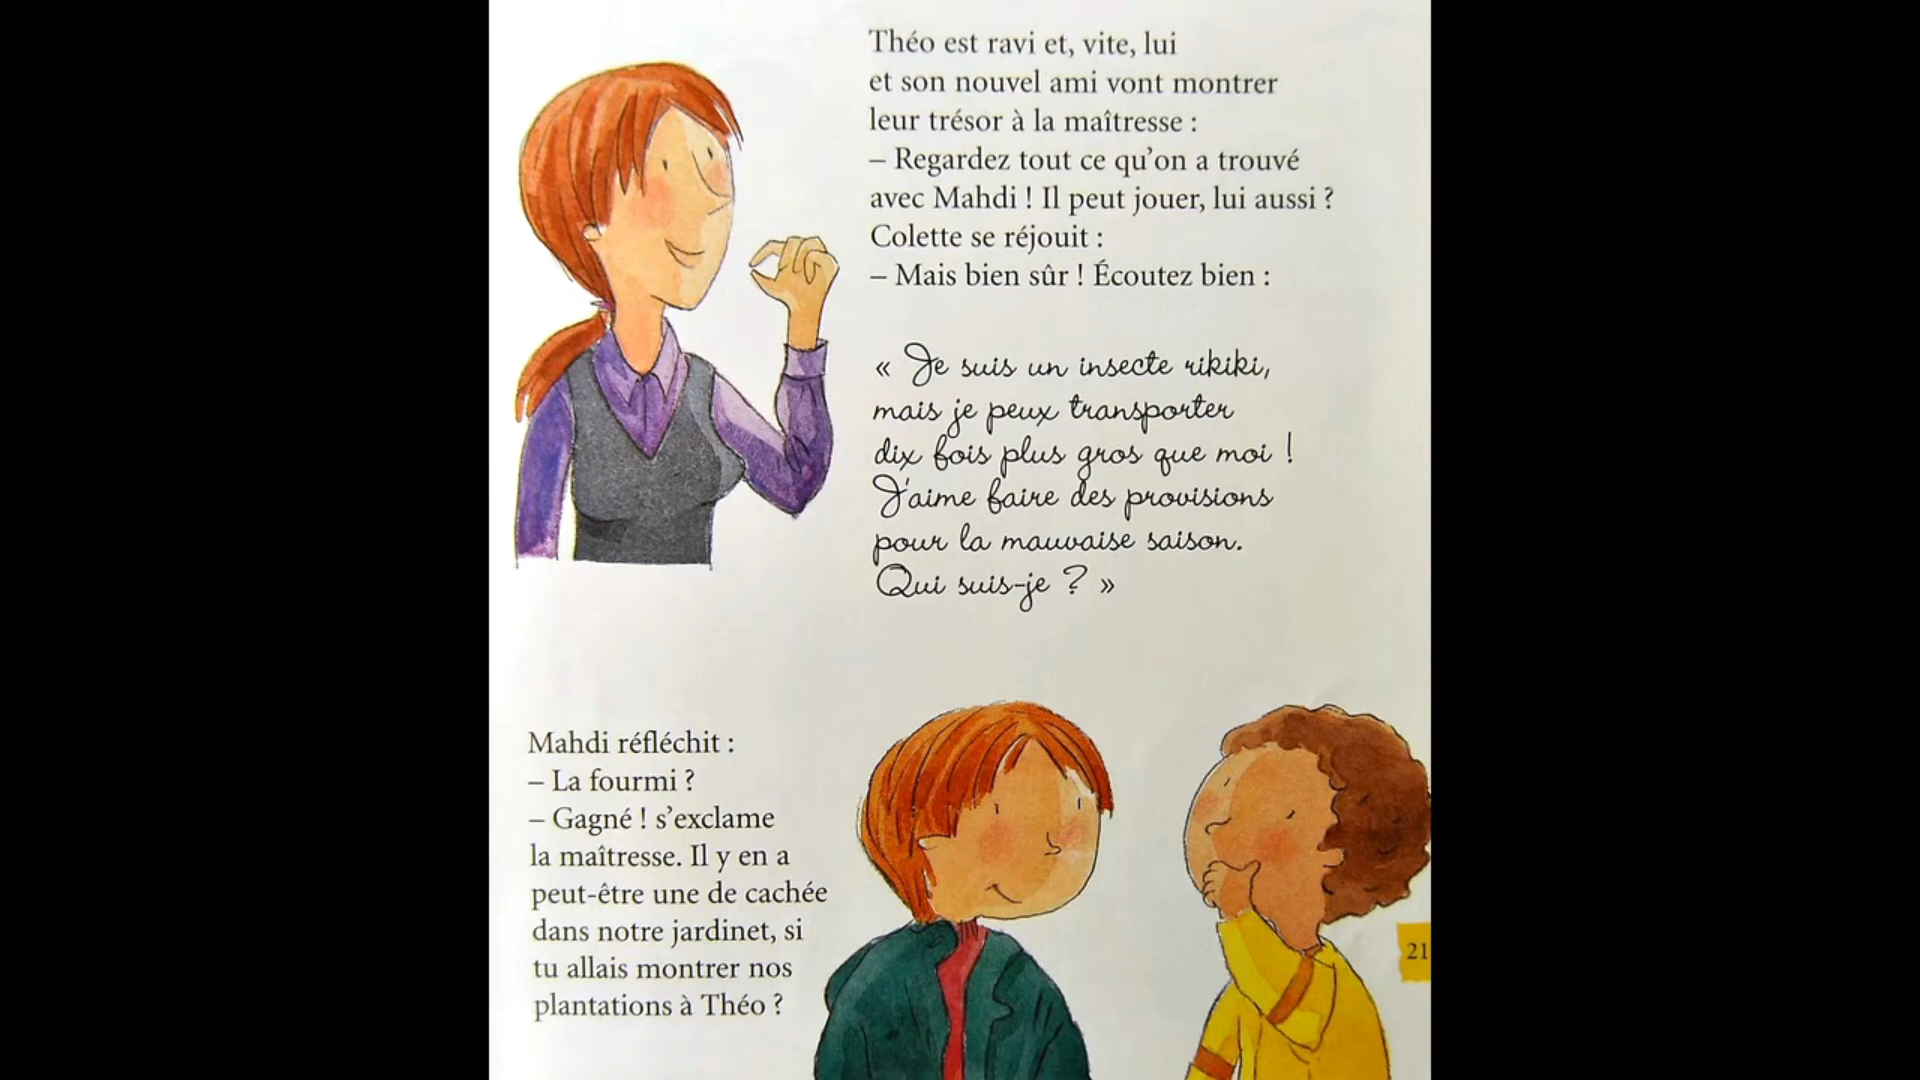 Théo est ravi et, vite, lui
et son nouvel ami vont montrer
leur trésor à la maîtresse :
– Regardez tout ce qu'on a trouvé
avec Mahdi ! Il peut jouer, lui aussi ?
Colette se réjouit :
– Mais bien sûr ! Écoutez bien :
« Je suis un insecte rikiki,
mais je peux transporter
dix fois plus gros que moi !
J'aime faire des provisions
pour la mauvaise saison.
Qui suis-je ? »
Mahdi réfléchit :
– La fourmi ?
– Gagné ! s'exclame
la maîtresse. Il y en a
peut-être une de cachée
dans notre jardinet, si
tu allais montrer nos
plantations à Théo ?
21